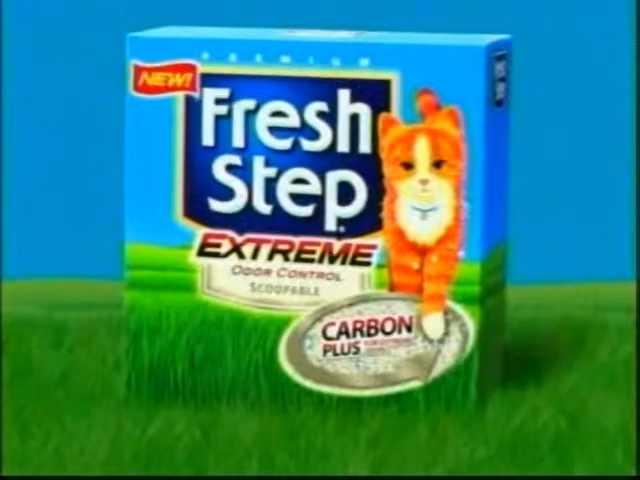 PREMIUM
NEW!
Fresh
Step
EXTREME
ODOR CONTROL
SCOOPABLE
CARBON
PLUS